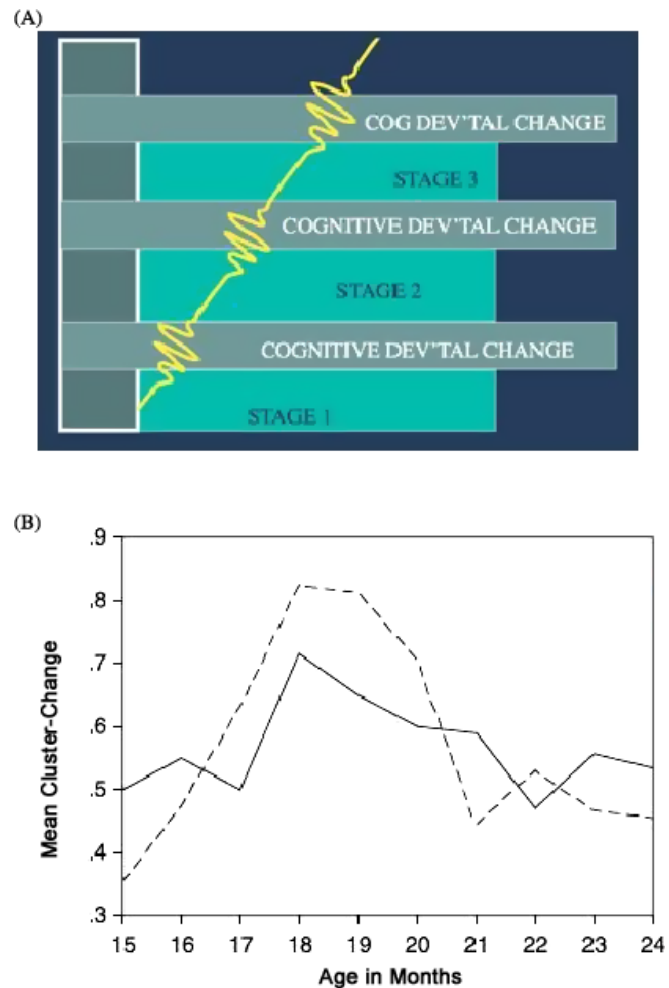 (A)
COG DEV'TAL CHANGE
STAGE 3
COGNITIVE DEV'TAL CHANGE
STAGE 2
COGNITIVE DEV'TAL CHANGE
STAGE 1
(B)
Mean Cluster-Change
.9
.8
.7
.6
.5
.4
.3
15 16 17 18 19 20 21 22 23 24
Age in Months